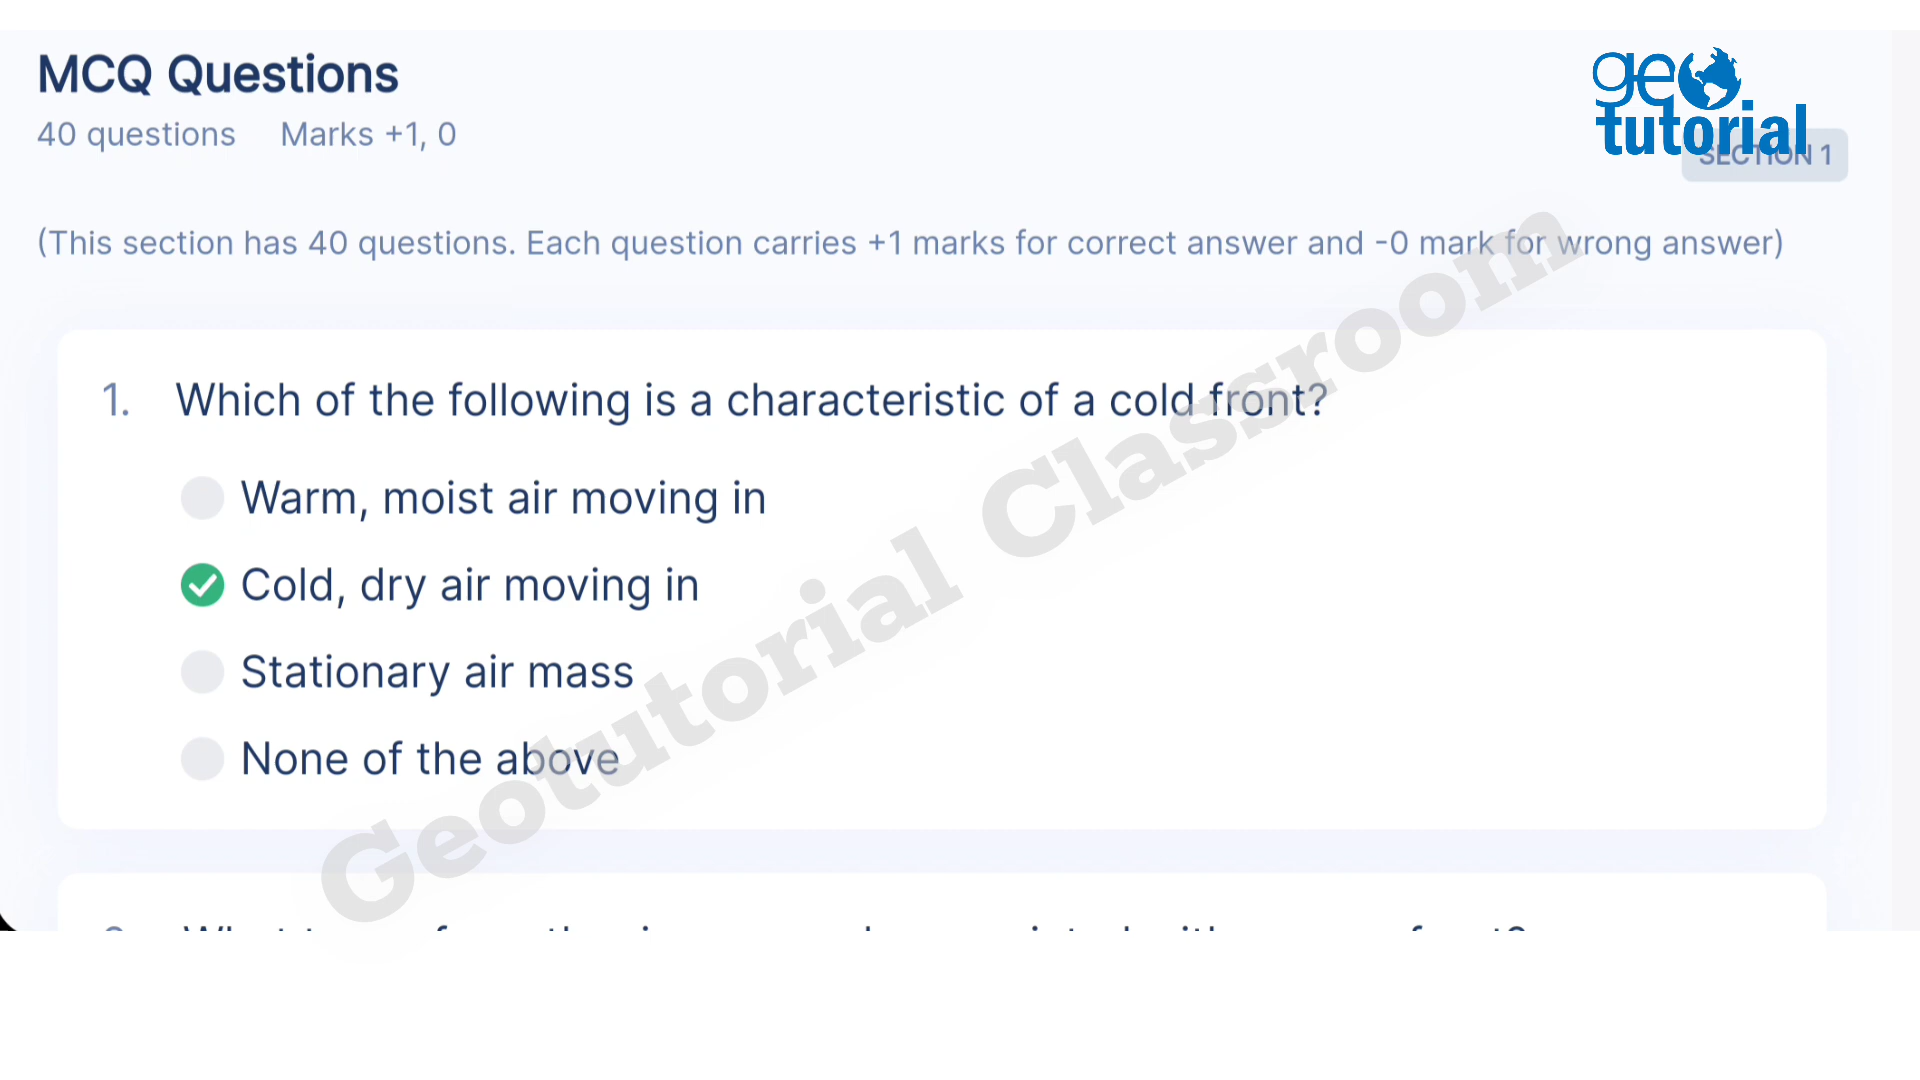 MCQ Questions
40 questions Marks +1, 0
geo
tutorial
SECTION 1
(This section has 40 questions. Each question carries +1 marks for correct answer and -0 mark for wrong answer)
1. Which of the following is a characteristic of a cold front?
Warm, moist air moving in
Cold, dry air moving in
Stationary air mass
None of the above
Geotutorial Classroom